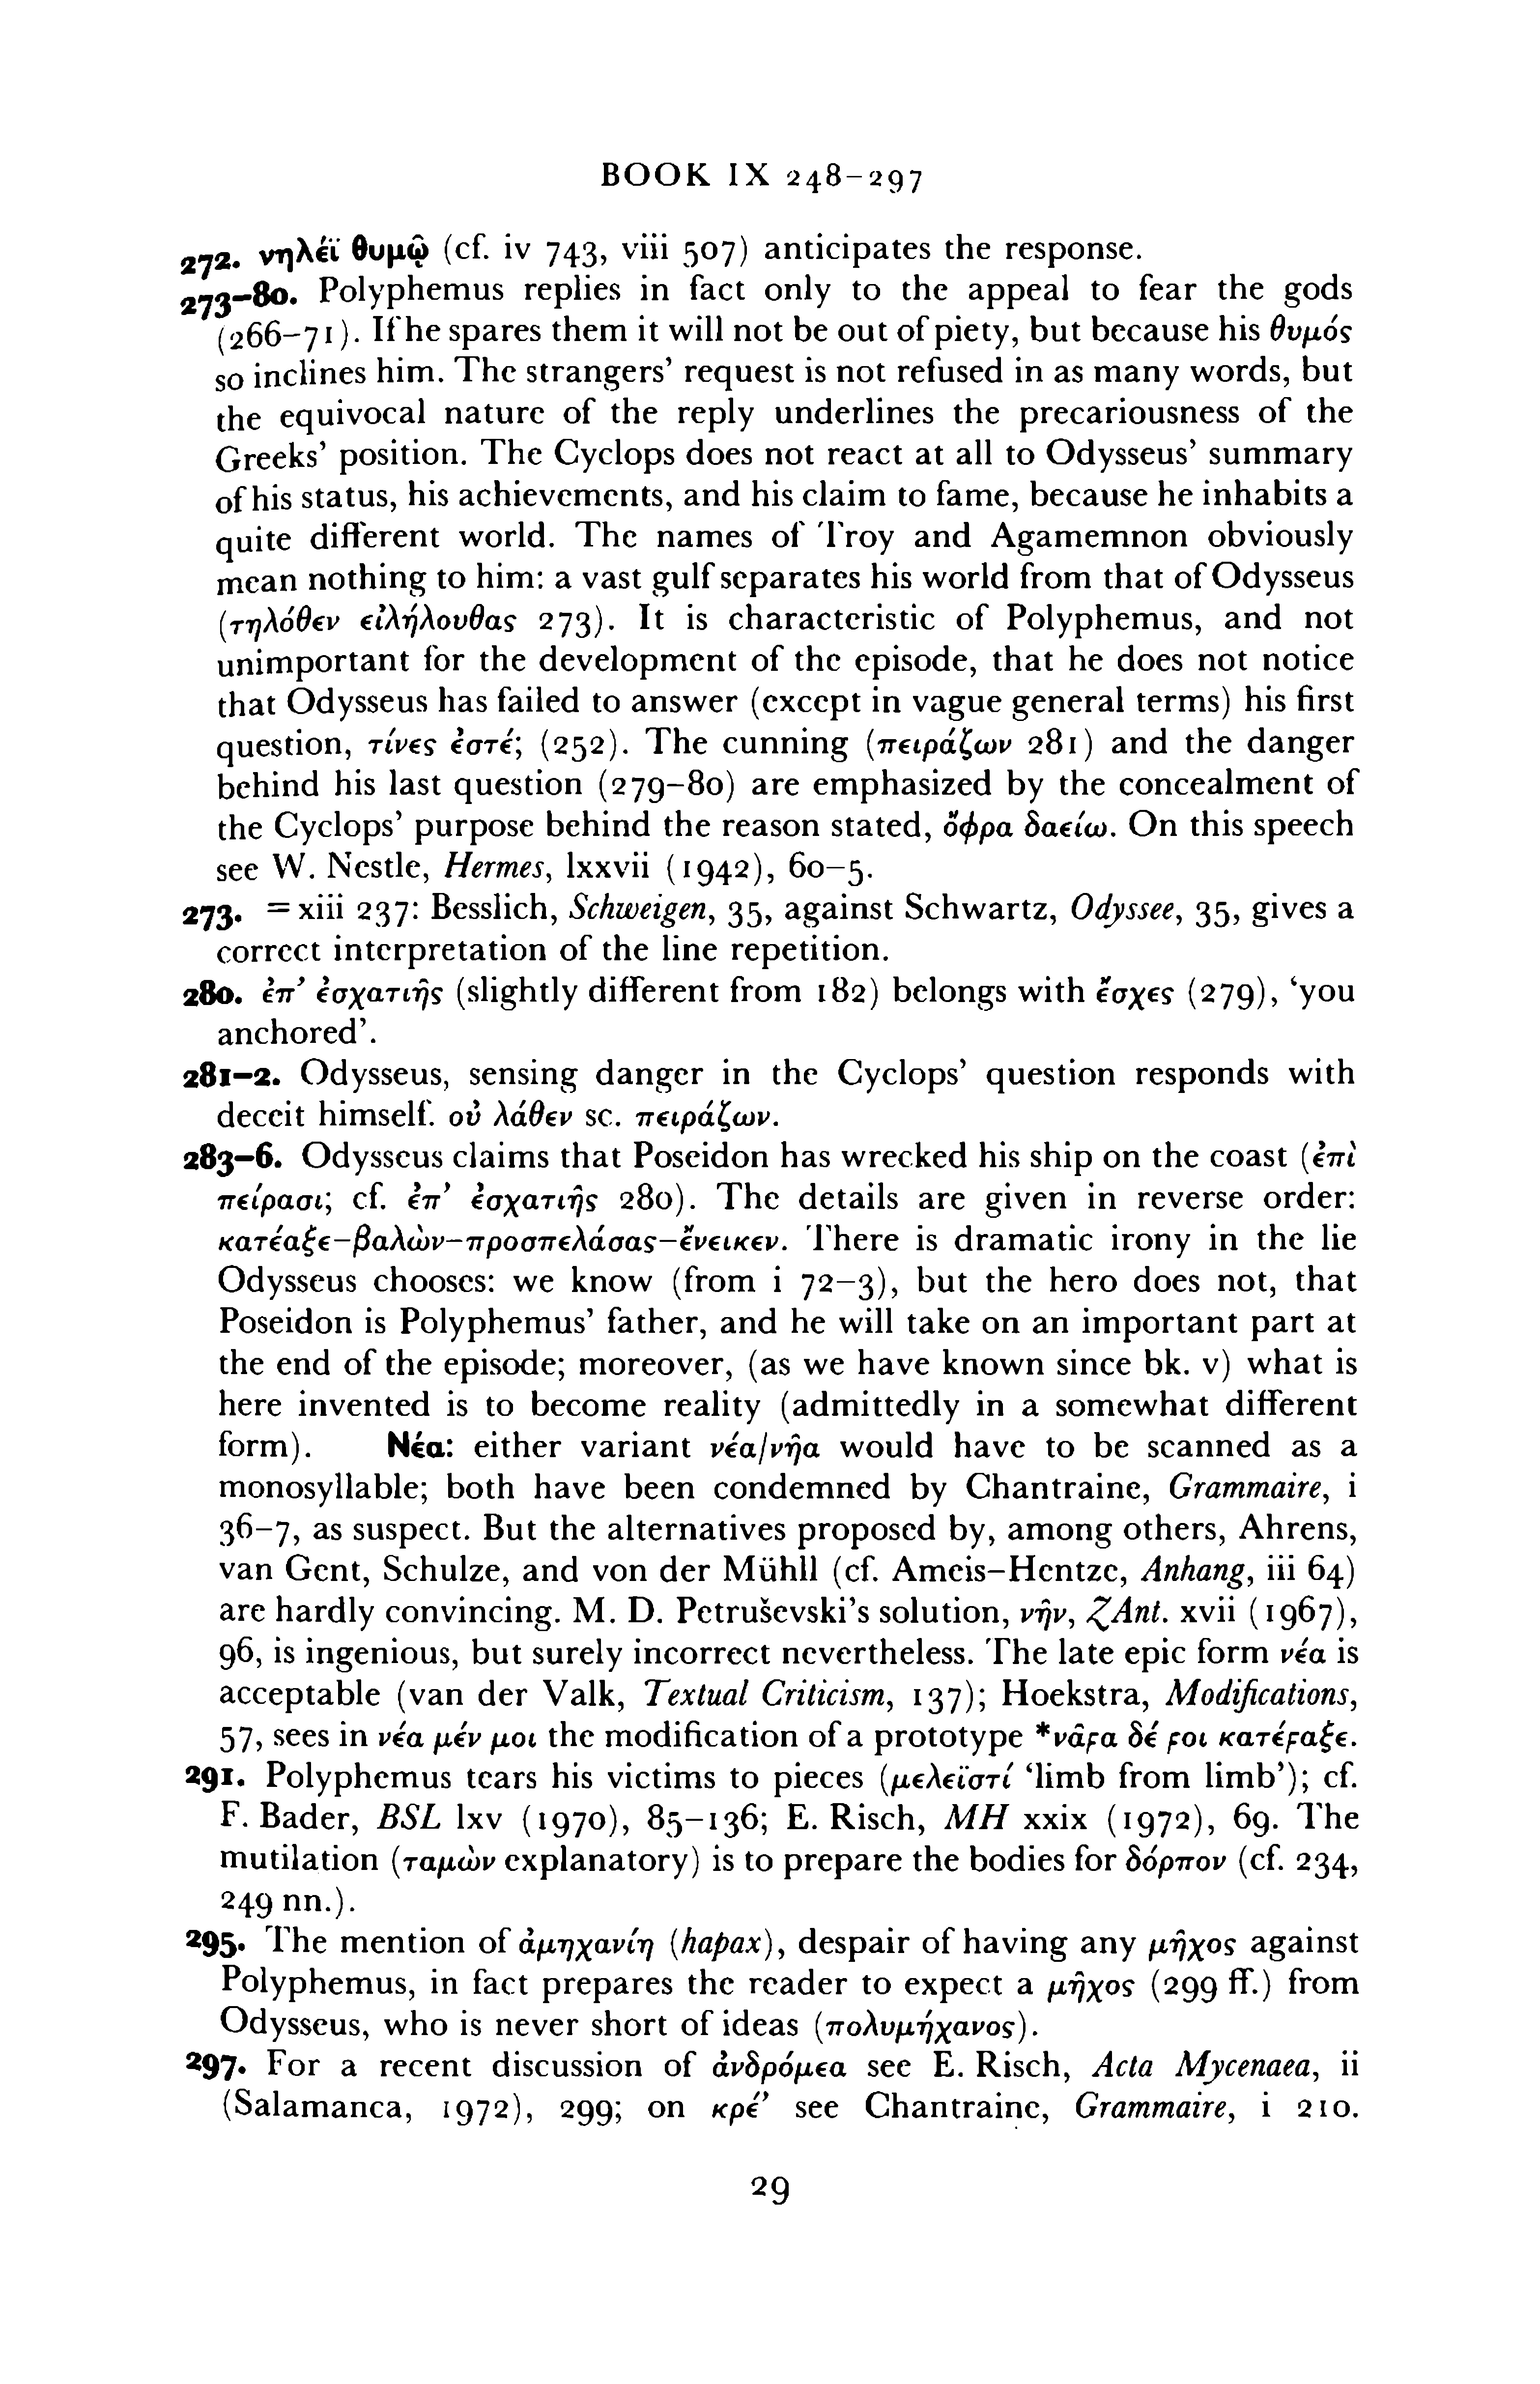 BOOK IX 248–297
272. νηλέϊ θυμῷ (cf. iv 743, viii 507) anticipates the response.
273–80. Polyphemus replies in fact only to the appeal to fear the gods
(266–71). If he spares them it will not be out of piety, but because his θυμός
so inclines him. The strangers’ request is not refused in as many words, but
the equivocal nature of the reply underlines the precariousness of the
Greeks’ position. The Cyclops does not react at all to Odysseus’ summary
of his status, his achievements, and his claim to fame, because he inhabits a
quite different world. The names of Troy and Agamemnon obviously
mean nothing to him: a vast gulf separates his world from that of Odysseus
(τηλόθεν εἰλήλουθας 273). It is characteristic of Polyphemus, and not
unimportant for the development of the episode, that he does not notice
that Odysseus has failed to answer (except in vague general terms) his first
question, τίνες ἐστέ; (252). The cunning (πειράζων 281) and the danger
behind his last question (279–80) are emphasized by the concealment of
the Cyclops’ purpose behind the reason stated, ὄφρα δαείω. On this speech
see W. Nestle, Hermes, lxxvii (1942), 60–5.
273. = xiii 237: Besslich, Schweigen, 35, against Schwartz, Odyssee, 35, gives a
correct interpretation of the line repetition.
280. ἐπ’ ἐσχατιῆς (slightly different from 182) belongs with ἔσχες (279), ‘you
anchored’.
281–2. Odysseus, sensing danger in the Cyclops’ question responds with
deceit himself. οὐ λάθεν sc. πειράζων.
283–6. Odysseus claims that Poseidon has wrecked his ship on the coast (ἐπὶ
πείρασι; cf. ἐπ’ ἐσχατιῆς 280). The details are given in reverse order:
κατέαξε–βαλὼν–προσπελάσας–ἔνεικεν. There is dramatic irony in the lie
Odysseus chooses: we know (from i 72–3), but the hero does not, that
Poseidon is Polyphemus’ father, and he will take on an important part at
the end of the episode; moreover, (as we have known since bk. v) what is
here invented is to become reality (admittedly in a somewhat different
form). Νέα: either variant νέα/νῆα would have to be scanned as a
monosyllable; both have been condemned by Chantraine, Grammaire, i
36–7, as suspect. But the alternatives proposed by, among others, Ahrens,
van Gent, Schulze, and von der Mühll (cf. Ameis–Hentze, Anhang, iii 64)
are hardly convincing. M. D. Petruševski’s solution, νῆν, ŽAnt. xvii (1967),
96, is ingenious, but surely incorrect nevertheless. The late epic form νέα is
acceptable (van der Valk, Textual Criticism, 137); Hoekstra, Modifications,
57, sees in νέα μέν μοι the modification of a prototype *νᾶϝα δέ ϝοι κατέϝαξε.
291. Polyphemus tears his victims to pieces (μελεϊστί ‘limb from limb’); cf.
F. Bader, BSL lxv (1970), 85–136; E. Risch, MH xxix (1972), 69. The
mutilation (ταμὼν explanatory) is to prepare the bodies for δόρπον (cf. 234,
249 nn.).
295. The mention of ἀμηχανίη (hapax), despair of having any μῆχος against
Polyphemus, in fact prepares the reader to expect a μῆχος (299 ff.) from
Odysseus, who is never short of ideas (πολυμήχανος).
297. For a recent discussion of ἀνδρόμεα see E. Risch, Acta Mycenaea, ii
(Salamanca, 1972), 299; on κρέ’ see Chantraine, Grammaire, i 210.
29